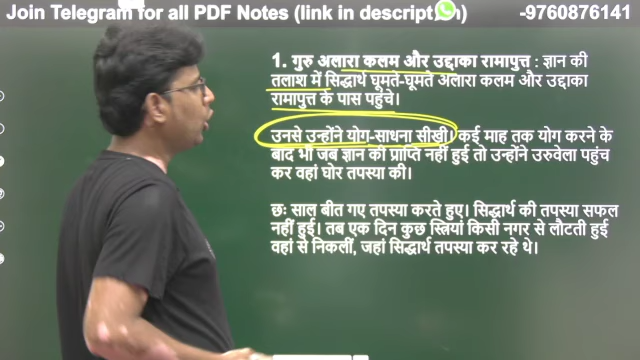 Join Telegram for all PDF Notes (link in description) -9760876141
1. गुरु अलारा कलम और उद्दाका रामापुत्त : ज्ञान की
तलाश में सिद्धार्थ घूमते-घूमते अलारा कलम और उद्दाका
रामापुत्त के पास पहुंचे।
उनसे उन्होंने योग-साधना सीखी। कई माह तक योग करने के
बाद भी जब ज्ञान की प्राप्ति नहीं हुई तो उन्होंने उरुवेला पहुंच
कर वहां घोर तपस्या की।
छः साल बीत गए तपस्या करते हुए। सिद्धार्थ की तपस्या सफल
नहीं हुई। तब एक दिन कुछ स्त्रियां किसी नगर से लौटती हुई
वहां से निकलीं, जहां सिद्धार्थ तपस्या कर रहे थे।